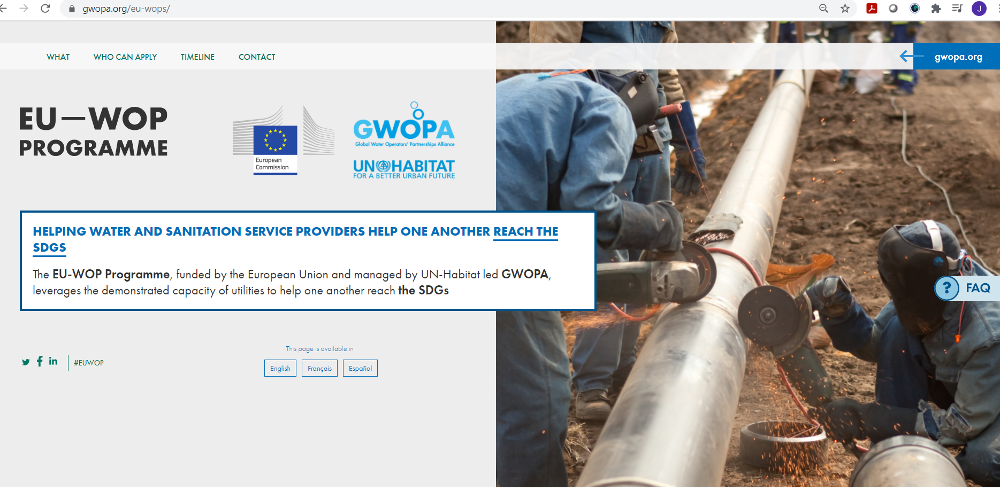 gwopa.org/eu-wops/
J
WHAT WHO CAN APPLY TIMELINE CONTACT
gwopa.org
EU—WOP
PROGRAMME
European
Commission
GWOPA
Global Water Operators' Partnerships Alliance
UN HABITAT
FOR A BETTER URBAN FUTURE
HELPING WATER AND SANITATION SERVICE PROVIDERS HELP ONE ANOTHER REACH THE
SDGS
The EU-WOP Programme, funded by the European Union and managed by UN-Habitat led GWOPA,
leverages the demonstrated capacity of utilities to help one another reach the SDGs
? FAQ
This page is available in
English Français Español
#EUWOP